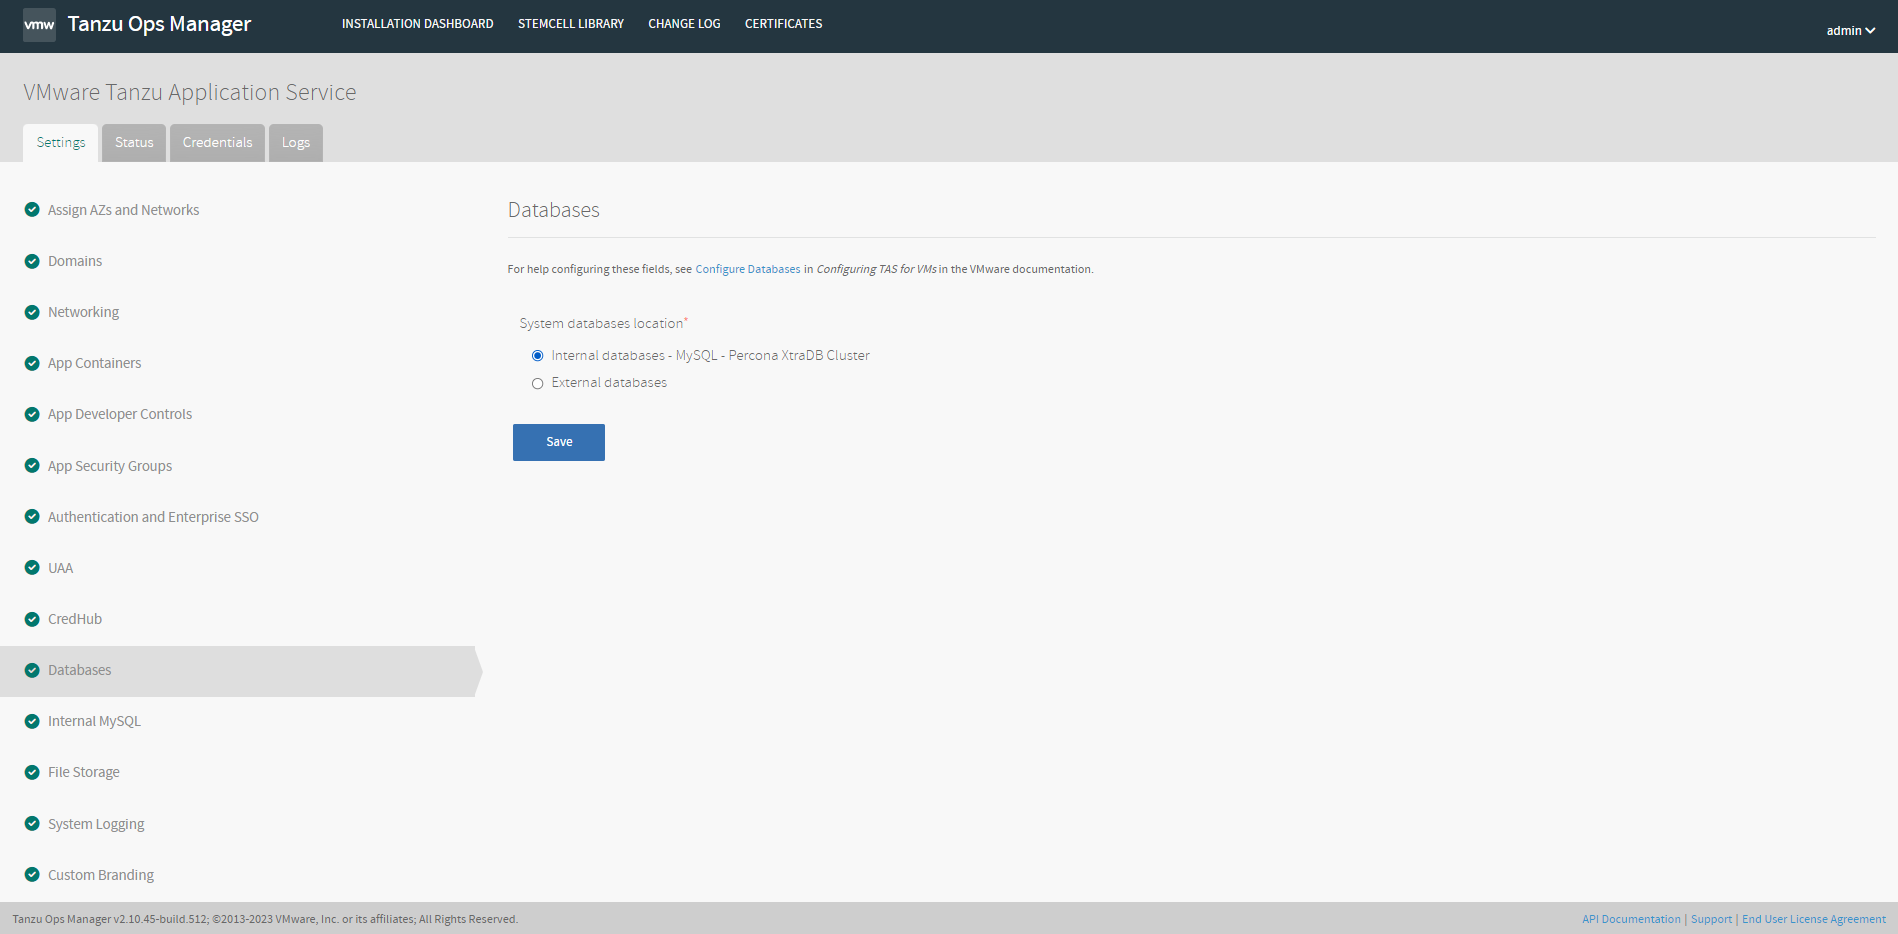 vmw Tanzu Ops Manager INSTALLATION DASHBOARD STEMCELL LIBRARY CHANGE LOG CERTIFICATES admin
VMware Tanzu Application Service
Settings Status Credentials Logs
Assign AZs and Networks
Domains
Networking
App Containers
App Developer Controls
App Security Groups
Authentication and Enterprise SSO
UAA
CredHub
Databases
Internal MySQL
File Storage
System Logging
Custom Branding
Databases
For help configuring these fields, see Configure Databases in Configuring TAS for VMs in the VMware documentation.
System databases location*
Internal databases - MySQL - Percona XtraDB Cluster
External databases
Save
Tanzu Ops Manager v2.10.45-build.512; ©2013-2023 VMware, Inc. or its affiliates; All Rights Reserved.
API Documentation | Support | End User License Agreement